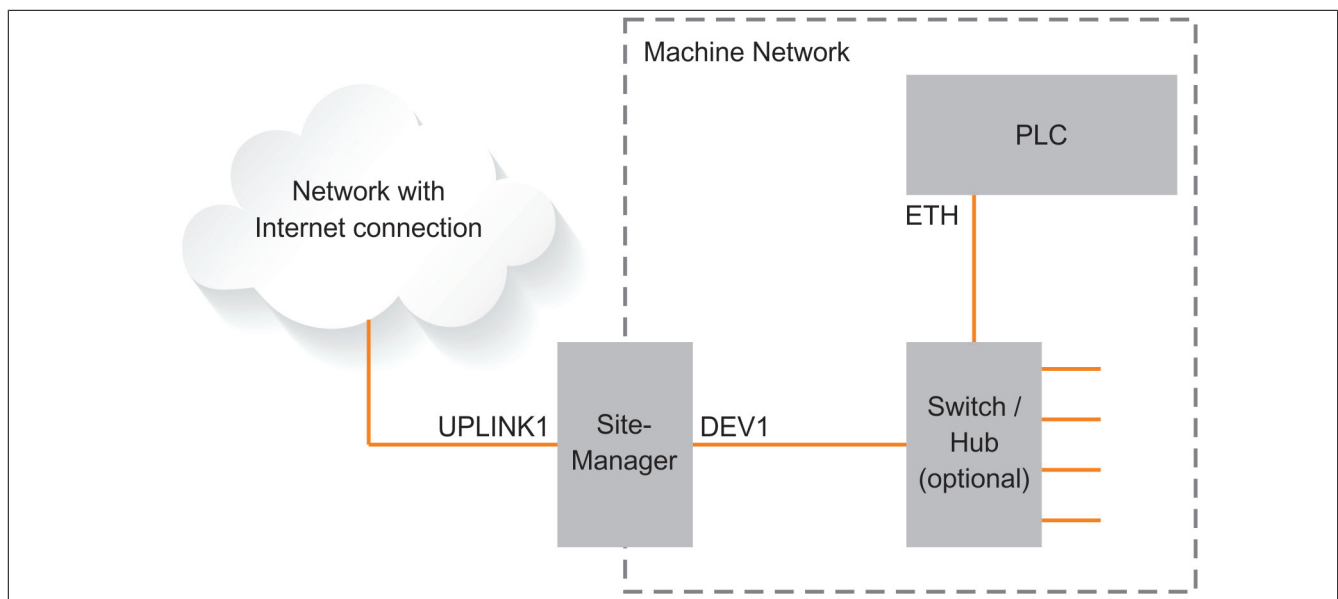 Machine Network
PLC
Network with
Internet connection
ETH
UPLINK1
Site-
Manager
DEV1
Switch /
Hub
(optional)